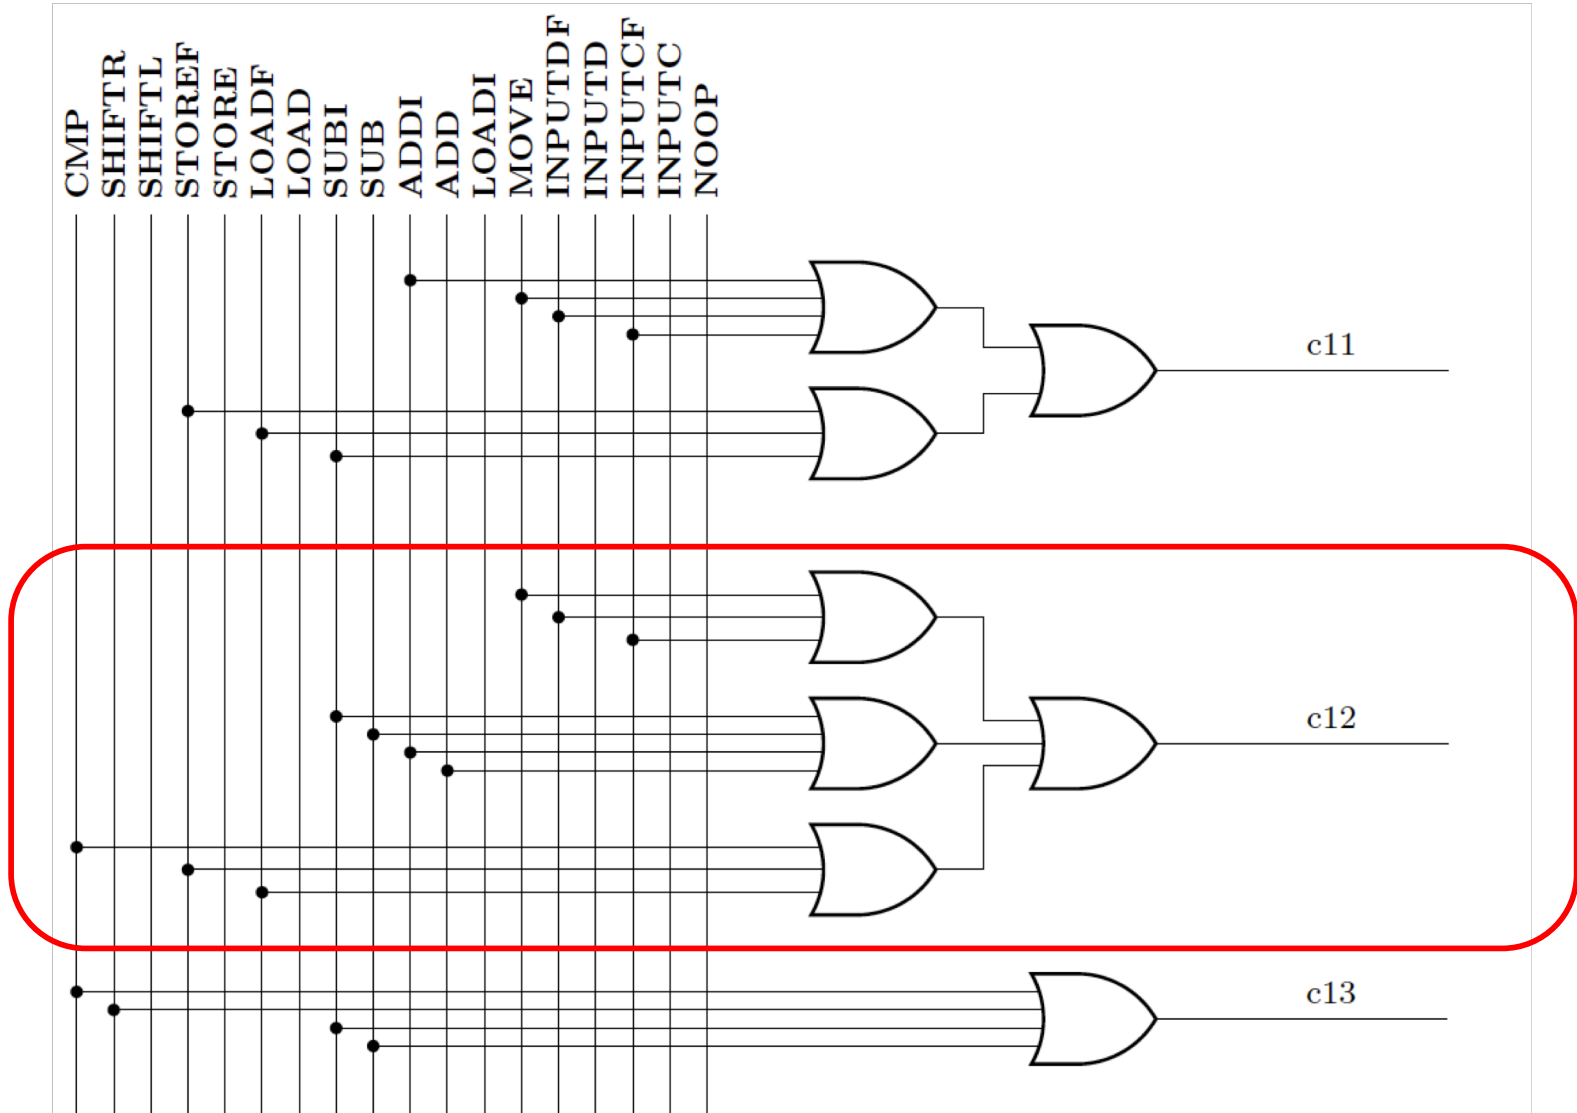 CMP
SHIFTR
SHIFTL
STOREF
STORE
LOADF
LOAD
SUBI
SUB
ADDI
ADD
LOADI
MOVE
INPUTDF
INPUTD
INPUTCF
INPUTC
NOOP
c11
c12
c13